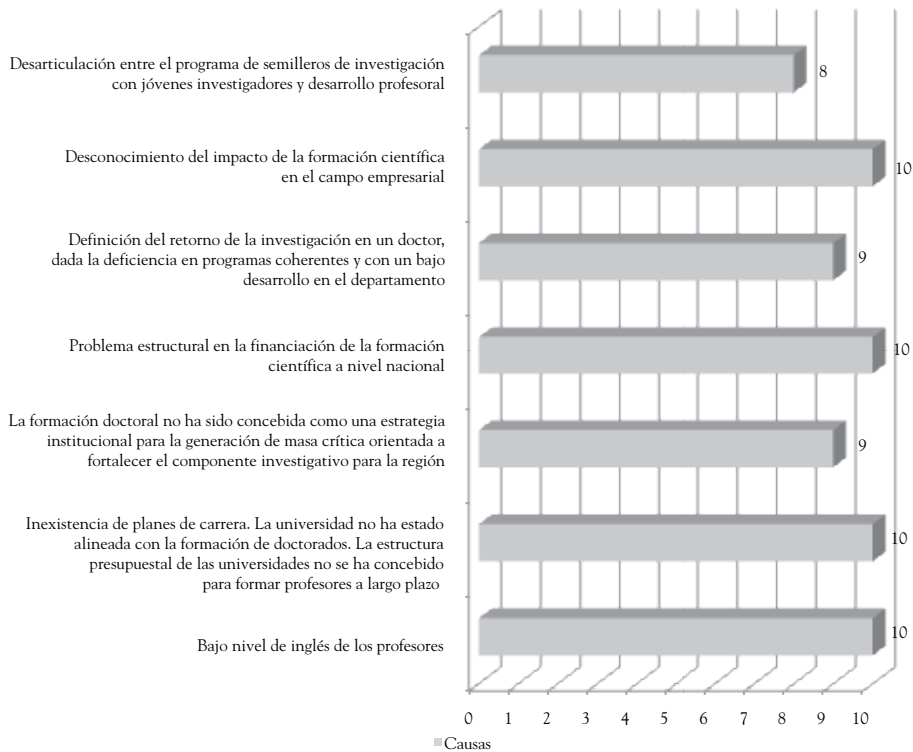 Desarticulación entre el programa de semilleros de investigación
con jóvenes investigadores y desarrollo profesoral
8
Desconocimiento del impacto de la formación científica
en el campo empresarial
10
Definición del retorno de la investigación en un doctor,
dada la deficiencia en programas coherentes y con un bajo
desarrollo en el departamento
9
Problema estructural en la financiación de la formación
científica a nivel nacional
10
La formación doctoral no ha sido concebida como una estrategia
institucional para la generación de masa crítica orientada a
fortalecer el componente investigativo para la región
9
Inexistencia de planes de carrera. La universidad no ha estado
alineada con la formación de doctorados. La estructura
presupuestal de las universidades no se ha concebido
para formar profesores a largo plazo
10
Bajo nivel de inglés de los profesores
10
0 1 2 3 4 5 6 7 8 9 10
Causas